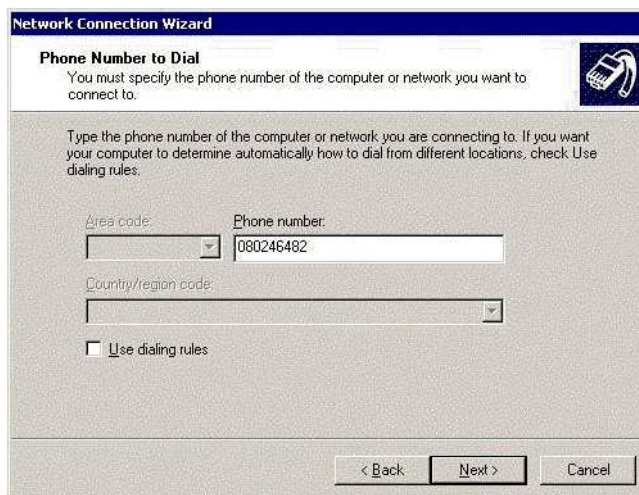 Network Connection Wizard
Phone Number to Dial
You must specify the phone number of the computer or network you want to
connect to.
Type the phone number of the computer or network you are connecting to. If you want
your computer to determine automatically how to dial from different locations, check Use
dialing rules.
Area code:
Phone number:
080246482
Country/region code:
Use dialing rules
< Back
Next >
Cancel